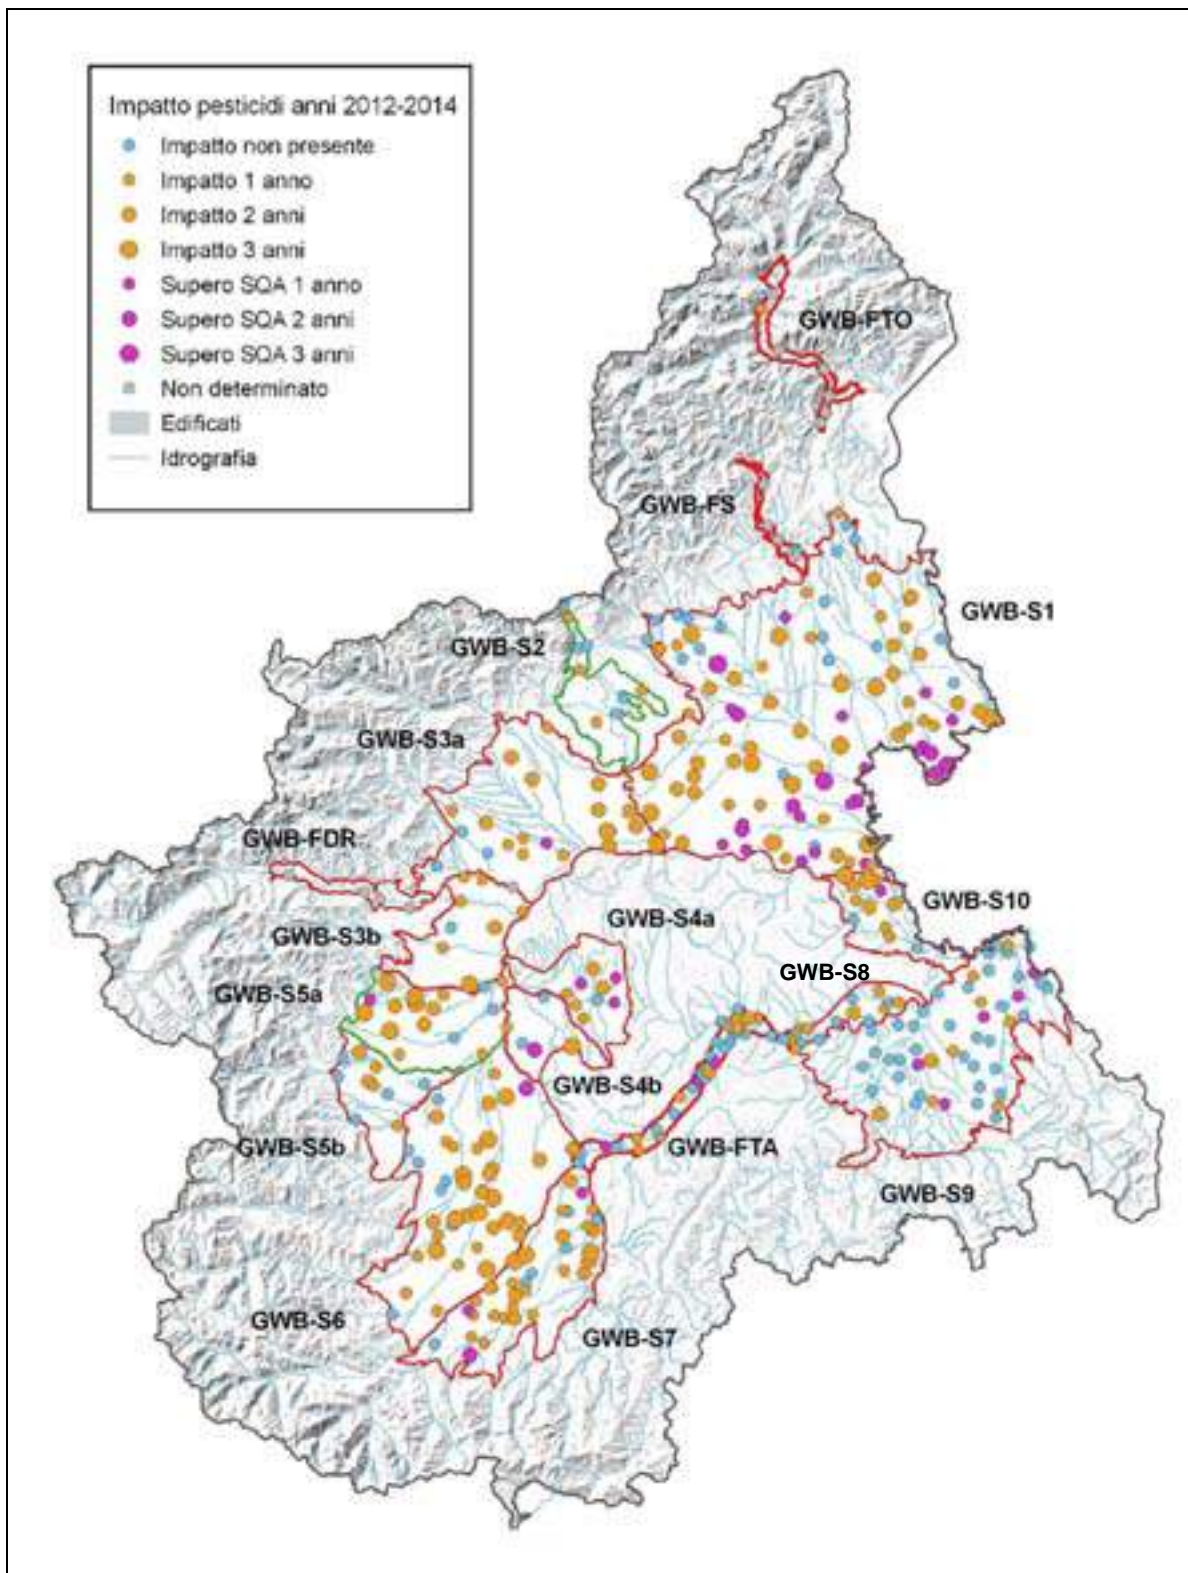 Impatto pesticidi anni 2012-2014
Impatto non presente
Impatto 1 anno
Impatto 2 anni
Impatto 3 anni
Supero SQA 1 anno
Supero SQA 2 anni
Supero SQA 3 anni
Non determinato
Edificati
Idrografia
GWB-FTO
GWB-FS
GWB-S1
GWB-S2
GWB-S3a
GWB-FDR
GWB-S10
GWB-S4a
GWB-S3b
GWB-S8
GWB-S5a
GWB-S4b
GWB-S5b
GWB-FTA
GWB-S9
GWB-S6
GWB-S7